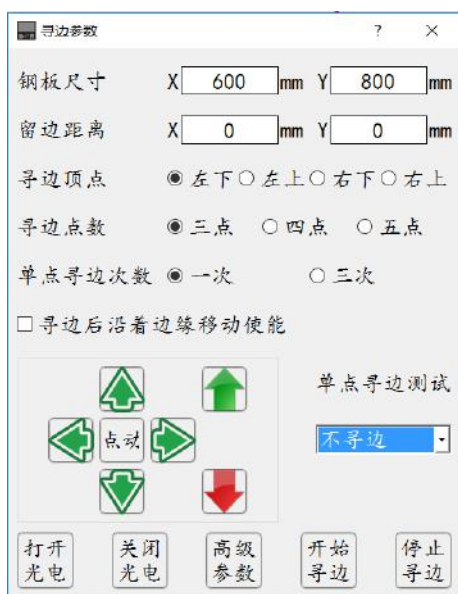 寻边参数 ? ×
钢板尺寸 X 600 mm Y 800 mm
留边距离 X 0 mm Y 0 mm
寻边顶点 左下 左上 右下 右上
寻边点数 三点 四点 五点
单点寻边次数 一次 三次
寻边后沿着边缘移动使能
单点寻边测试
点动 不寻边
打开光电 关闭光电 高级参数 开始寻边 停止寻边